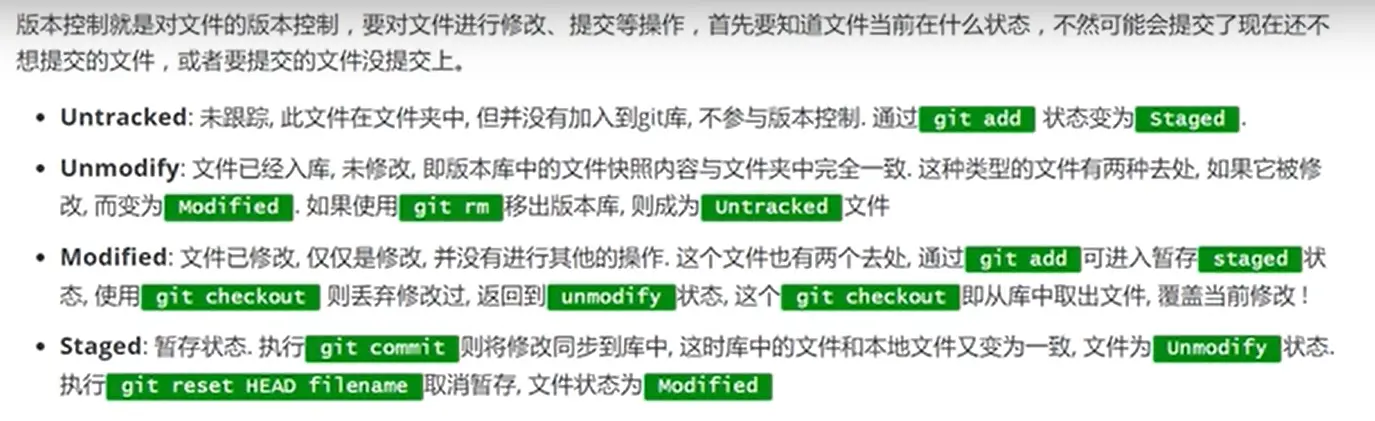 版本控制就是对文件的版本控制，要对文件进行修改、提交等操作，首先要知道文件当前在什么状态，不然可能会提交了现在还不
想提交的文件，或者要提交的文件没提交上。
• Untracked: 未跟踪, 此文件在文件夹中, 但并没有加入到git库, 不参与版本控制. 通过 git add 状态变为 Staged .
• Unmodify: 文件已经入库, 未修改, 即版本库中的文件快照内容与文件夹中完全一致. 这种类型的文件有两种去处, 如果它被修
改, 而变为 Modified . 如果使用 git rm 移出版本库, 则成为 Untracked 文件
• Modified: 文件已修改, 仅仅是修改, 并没有进行其他的操作. 这个文件也有两个去处, 通过 git add 可进入暂存 staged 状
态, 使用 git checkout 则丢弃修改过, 返回到 unmodify 状态, 这个 git checkout 即从库中取出文件, 覆盖当前修改 !
• Staged: 暂存状态. 执行 git commit 则将修改同步到库中, 这时库中的文件和本地文件又变为一致, 文件为 Unmodify 状态.
执行 git reset HEAD filename 取消暂存, 文件状态为 Modified